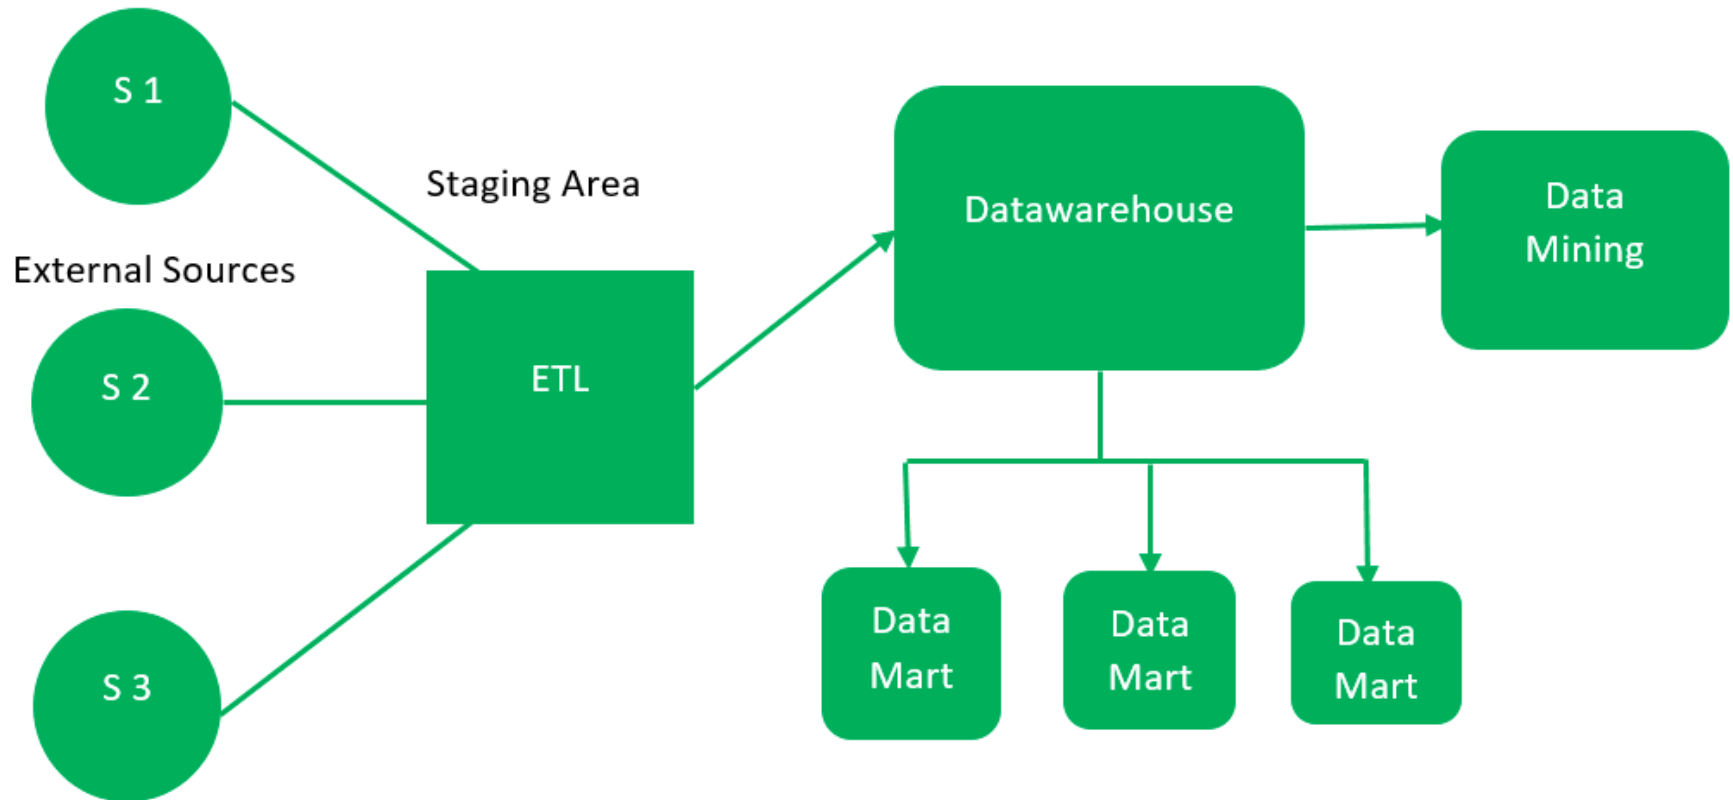 S 1
Staging Area
External Sources
S 2
ETL
S 3
Datawarehouse
Data
Mining
Data
Mart
Data
Mart
Data
Mart